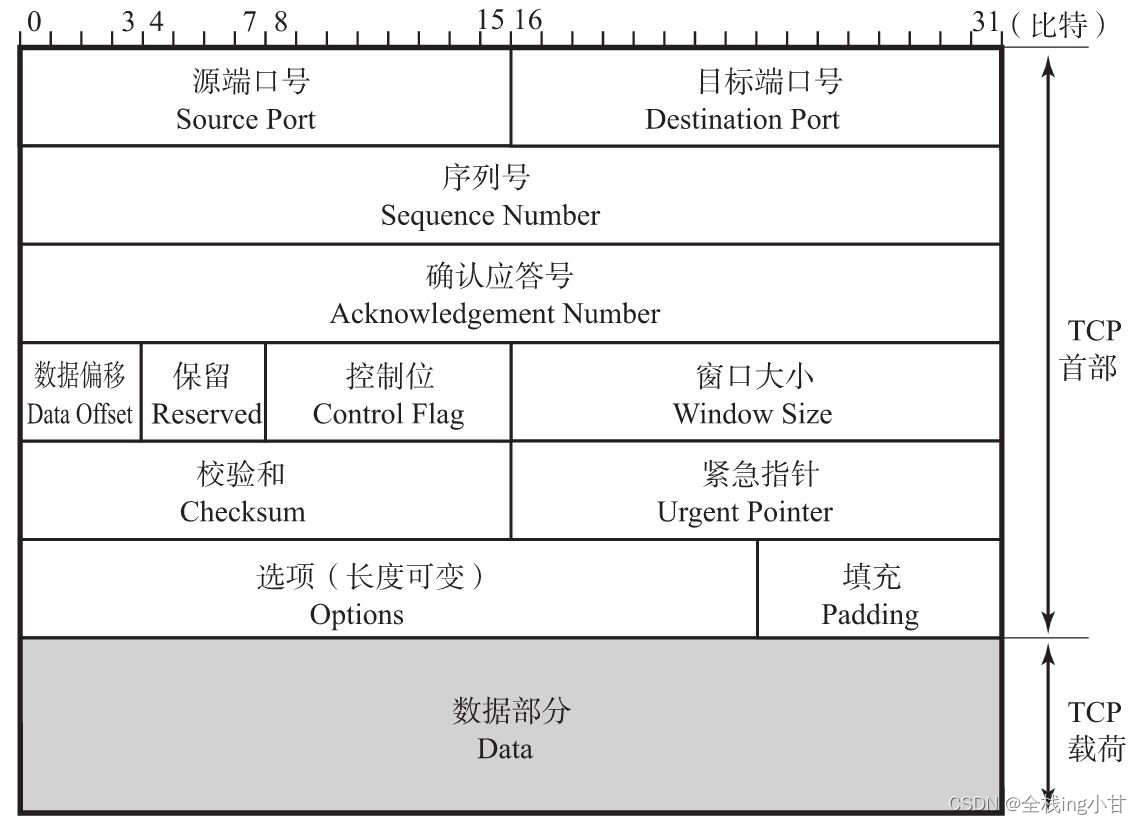 0 3 4 7 8 15 16 31（比特）
源端口号
Source Port
目标端口号
Destination Port
序列号
Sequence Number
确认应答号
Acknowledgement Number
数据偏移
Data Offset
保留
Reserved
控制位
Control Flag
窗口大小
Window Size
校验和
Checksum
紧急指针
Urgent Pointer
选项（长度可变）
Options
填充
Padding
TCP
首部
数据部分
Data
TCP
载荷
CSDN @全栈ing小甘